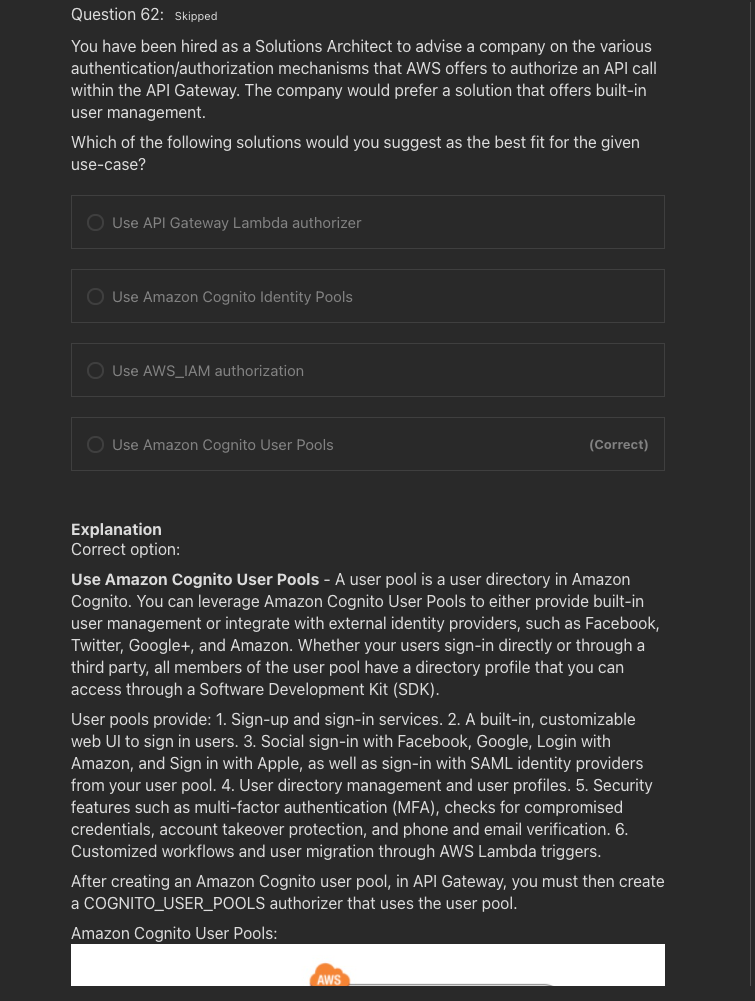 Question 62: Skipped
You have been hired as a Solutions Architect to advise a company on the various
authentication/authorization mechanisms that AWS offers to authorize an API call
within the API Gateway. The company would prefer a solution that offers built-in
user management.
Which of the following solutions would you suggest as the best fit for the given
use-case?
Use API Gateway Lambda authorizer
Use Amazon Cognito Identity Pools
Use AWS_IAM authorization
Use Amazon Cognito User Pools (Correct)
Explanation
Correct option:
Use Amazon Cognito User Pools - A user pool is a user directory in Amazon
Cognito. You can leverage Amazon Cognito User Pools to either provide built-in
user management or integrate with external identity providers, such as Facebook,
Twitter, Google+, and Amazon. Whether your users sign-in directly or through a
third party, all members of the user pool have a directory profile that you can
access through a Software Development Kit (SDK).
User pools provide: 1. Sign-up and sign-in services. 2. A built-in, customizable
web UI to sign in users. 3. Social sign-in with Facebook, Google, Login with
Amazon, and Sign in with Apple, as well as sign-in with SAML identity providers
from your user pool. 4. User directory management and user profiles. 5. Security
features such as multi-factor authentication (MFA), checks for compromised
credentials, account takeover protection, and phone and email verification. 6.
Customized workflows and user migration through AWS Lambda triggers.
After creating an Amazon Cognito user pool, in API Gateway, you must then create
a COGNITO_USER_POOLS authorizer that uses the user pool.
Amazon Cognito User Pools:
AWS